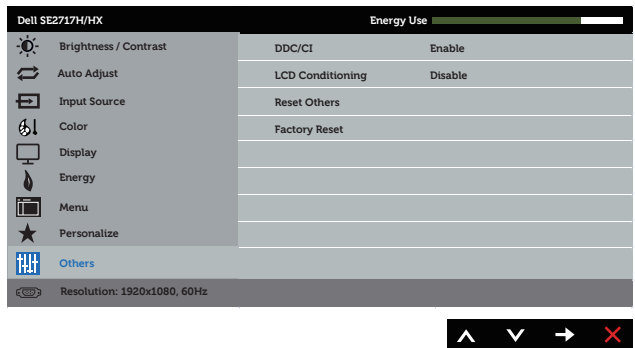 Dell SE2717H/HX Energy Use
Brightness / Contrast DDC/CI Enable
Auto Adjust LCD Conditioning Disable
Input Source Reset Others
Color Factory Reset
Display
Energy
Menu
Personalize
Others
Resolution: 1920x1080, 60Hz